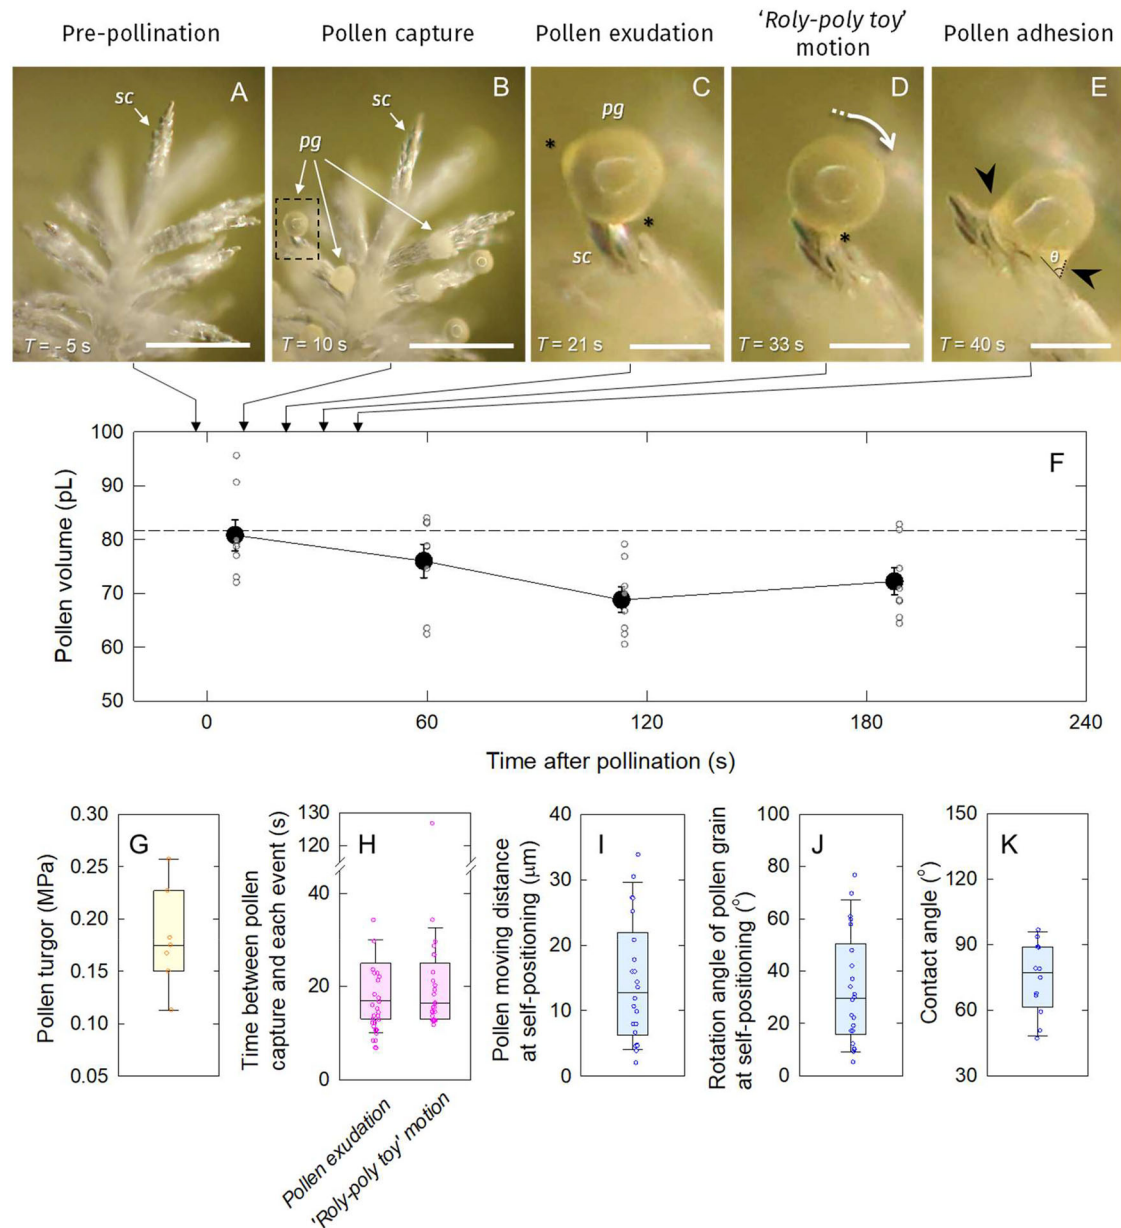 Pre-pollination
Pollen capture
Pollen exudation
'Roly-poly toy'
motion
Pollen adhesion
A
sc
T = - 5 s
B
sc
pg
T = 10 s
C
pg
*
*
sc
T = 21 s
D
*
T = 33 s
E
θ
T = 40 s
F
Pollen volume (pL)
100
90
80
70
60
50
0
60
120
180
240
Time after pollination (s)
G
Pollen turgor (MPa)
0.30
0.25
0.20
0.15
0.10
0.05
H
Time between pollen
capture and each event (s)
130
120
40
20
0
Pollen exudation
'Roly-poly toy' motion
I
Pollen moving distance
at self-positioning (μm)
40
30
20
10
0
J
Rotation angle of pollen grain
at self-positioning (°)
100
80
60
40
20
0
K
Contact angle (°)
150
120
90
60
30